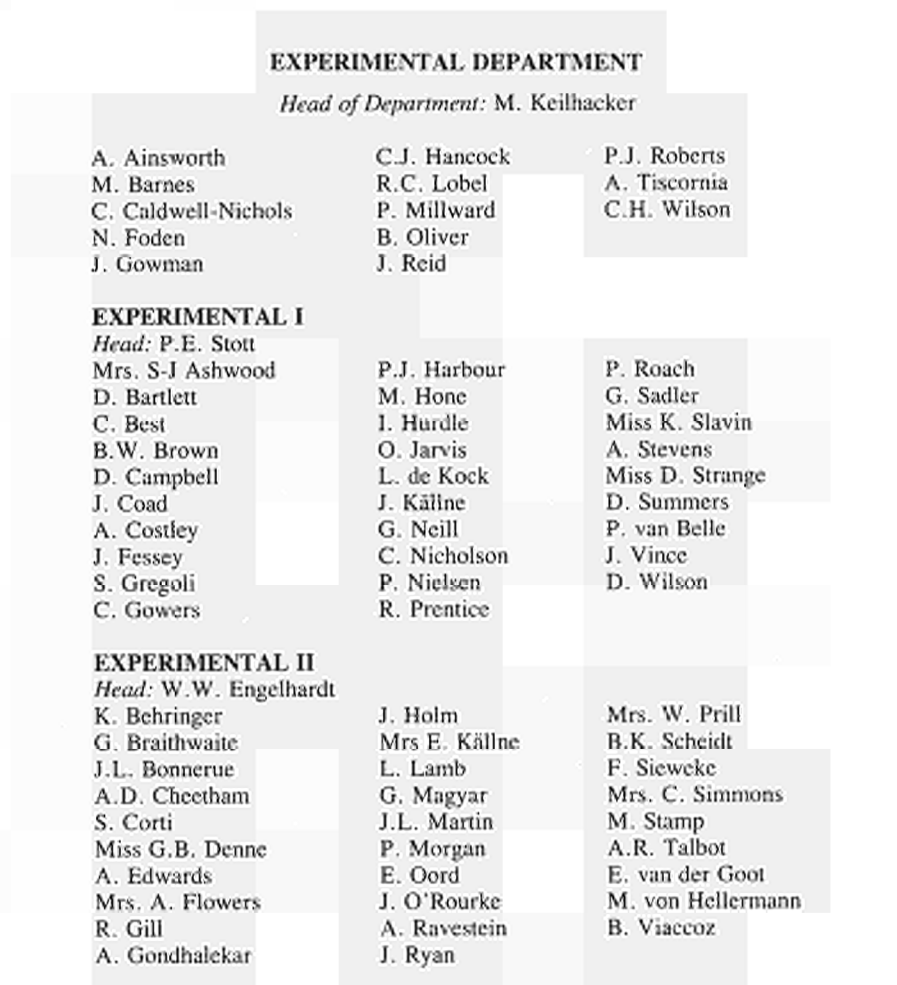 EXPERIMENTAL DEPARTMENT
Head of Department: M. Keilhacker
A. Ainsworth
M. Barnes
C. Caldwell-Nichols
N. Foden
J. Gowman
C.J. Hancock
R.C. Lobel
P. Millward
B. Oliver
J. Reid
P.J. Roberts
A. Tiscornia
C.H. Wilson
EXPERIMENTAL I
Head: P.E. Stott
Mrs. S-J Ashwood
D. Bartlett
C. Best
B.W. Brown
D. Campbell
J. Coad
A. Costley
J. Fessey
S. Gregoli
C. Gowers
P.J. Harbour
M. Hone
I. Hurdle
O. Jarvis
L. de Kock
J. Källne
G. Neill
C. Nicholson
P. Nielsen
R. Prentice
P. Roach
G. Sadler
Miss K. Slavin
A. Stevens
Miss D. Strange
D. Summers
P. van Belle
J. Vince
D. Wilson
EXPERIMENTAL II
Head: W.W. Engelhardt
K. Behringer
G. Braithwaite
J.L. Bonnerue
A.D. Cheetham
S. Corti
Miss G.B. Denne
A. Edwards
Mrs. A. Flowers
R. Gill
A. Gondhalekar
J. Holm
Mrs E. Källne
L. Lamb
G. Magyar
J.L. Martin
P. Morgan
E. Oord
J. O'Rourke
A. Ravestein
J. Ryan
Mrs. W. Prill
B.K. Scheidt
F. Sieweke
Mrs. C. Simmons
M. Stamp
A.R. Talbot
E. van der Goot
M. von Hellermann
B. Viaccoz